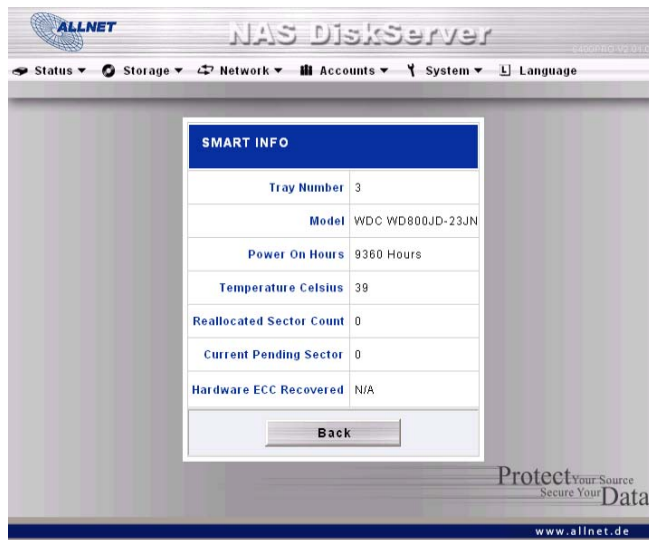 ALLNET
NAS DiskServer
Status Storage Network Accounts System Language
SMART INFO
Tray Number 3
Model WDC WD800JD-23JN
Power On Hours 9360 Hours
Temperature Celsius 39
Reallocated Sector Count 0
Current Pending Sector 0
Hardware ECC Recovered N/A
Back
Protect Your Source
Secure Your Data
www.allnet.de